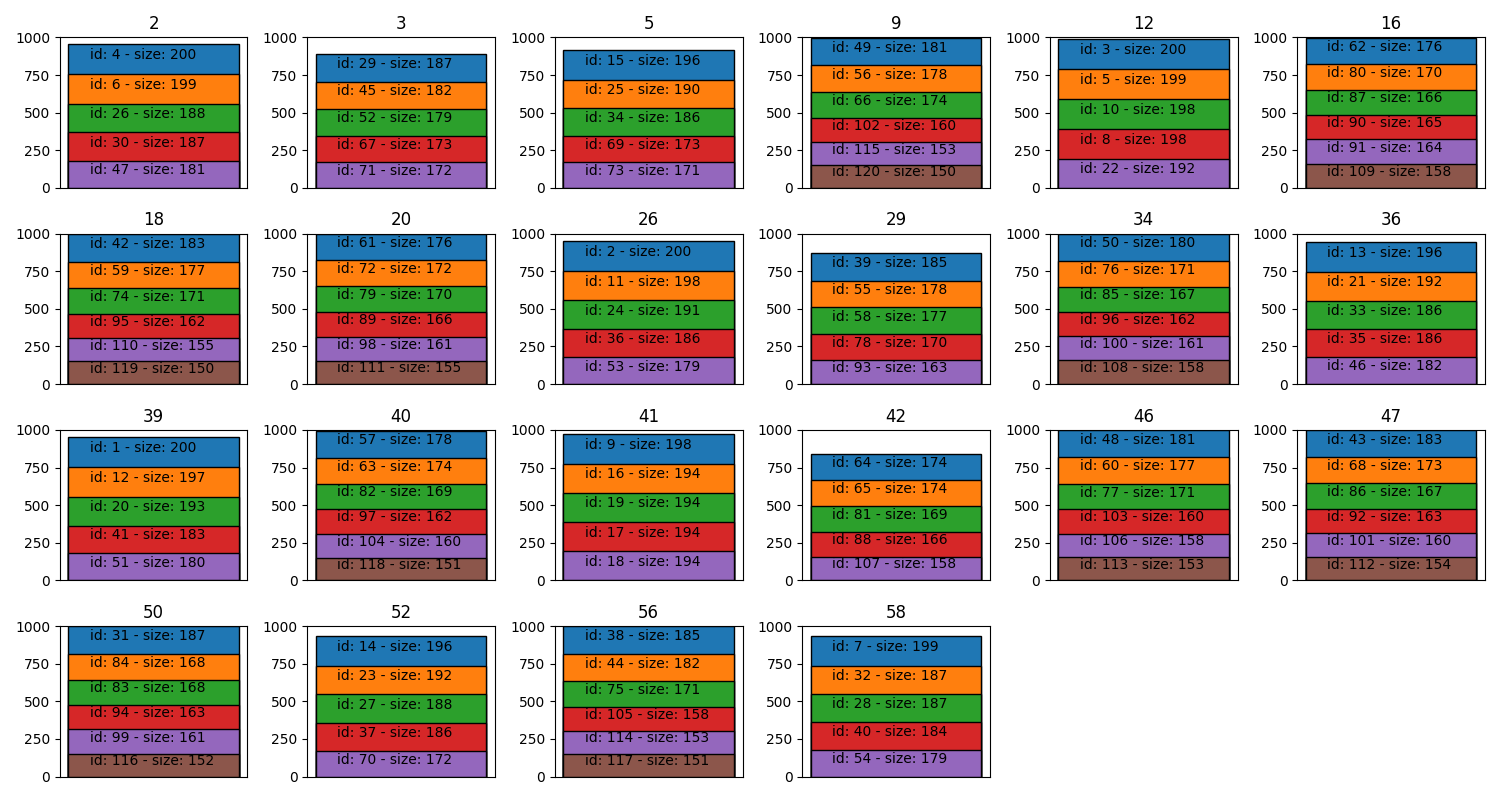 2
1000
750
500
250
0
id: 4 - size: 200
id: 6 - size: 199
id: 26 - size: 188
id: 30 - size: 187
id: 47 - size: 181
3
1000
750
500
250
0
id: 29 - size: 187
id: 45 - size: 182
id: 52 - size: 179
id: 67 - size: 173
id: 71 - size: 172
5
1000
750
500
250
0
id: 15 - size: 196
id: 25 - size: 190
id: 34 - size: 186
id: 69 - size: 173
id: 73 - size: 171
9
1000
750
500
250
0
id: 49 - size: 181
id: 56 - size: 178
id: 66 - size: 174
id: 102 - size: 160
id: 115 - size: 153
id: 120 - size: 150
12
1000
750
500
250
0
id: 3 - size: 200
id: 5 - size: 199
id: 10 - size: 198
id: 8 - size: 198
id: 22 - size: 192
16
1000
750
500
250
0
id: 62 - size: 176
id: 80 - size: 170
id: 87 - size: 166
id: 90 - size: 165
id: 91 - size: 164
id: 109 - size: 158
18
1000
750
500
250
0
id: 42 - size: 183
id: 59 - size: 177
id: 74 - size: 171
id: 95 - size: 162
id: 110 - size: 155
id: 119 - size: 150
20
1000
750
500
250
0
id: 61 - size: 176
id: 72 - size: 172
id: 79 - size: 170
id: 89 - size: 166
id: 98 - size: 161
id: 111 - size: 155
26
1000
750
500
250
0
id: 2 - size: 200
id: 11 - size: 198
id: 24 - size: 191
id: 36 - size: 186
id: 53 - size: 179
29
1000
750
500
250
0
id: 39 - size: 185
id: 55 - size: 178
id: 58 - size: 177
id: 78 - size: 170
id: 93 - size: 163
34
1000
750
500
250
0
id: 50 - size: 180
id: 76 - size: 171
id: 85 - size: 167
id: 96 - size: 162
id: 100 - size: 161
id: 108 - size: 158
36
1000
750
500
250
0
id: 13 - size: 196
id: 21 - size: 192
id: 33 - size: 186
id: 35 - size: 186
id: 46 - size: 182
39
1000
750
500
250
0
id: 1 - size: 200
id: 12 - size: 197
id: 20 - size: 193
id: 41 - size: 183
id: 51 - size: 180
40
1000
750
500
250
0
id: 57 - size: 178
id: 63 - size: 174
id: 82 - size: 169
id: 97 - size: 162
id: 104 - size: 160
id: 118 - size: 151
41
1000
750
500
250
0
id: 9 - size: 198
id: 16 - size: 194
id: 19 - size: 194
id: 17 - size: 194
id: 18 - size: 194
42
1000
750
500
250
0
id: 64 - size: 174
id: 65 - size: 174
id: 81 - size: 169
id: 88 - size: 166
id: 107 - size: 158
46
1000
750
500
250
0
id: 48 - size: 181
id: 60 - size: 177
id: 77 - size: 171
id: 103 - size: 160
id: 106 - size: 158
id: 113 - size: 153
47
1000
750
500
250
0
id: 43 - size: 183
id: 68 - size: 173
id: 86 - size: 167
id: 92 - size: 163
id: 101 - size: 160
id: 112 - size: 154
50
1000
750
500
250
0
id: 31 - size: 187
id: 84 - size: 168
id: 83 - size: 168
id: 94 - size: 163
id: 99 - size: 161
id: 116 - size: 152
52
1000
750
500
250
0
id: 14 - size: 196
id: 23 - size: 192
id: 27 - size: 188
id: 37 - size: 186
id: 70 - size: 172
56
1000
750
500
250
0
id: 38 - size: 185
id: 44 - size: 182
id: 75 - size: 171
id: 105 - size: 158
id: 114 - size: 153
id: 117 - size: 151
58
1000
750
500
250
0
id: 7 - size: 199
id: 32 - size: 187
id: 28 - size: 187
id: 40 - size: 184
id: 54 - size: 179